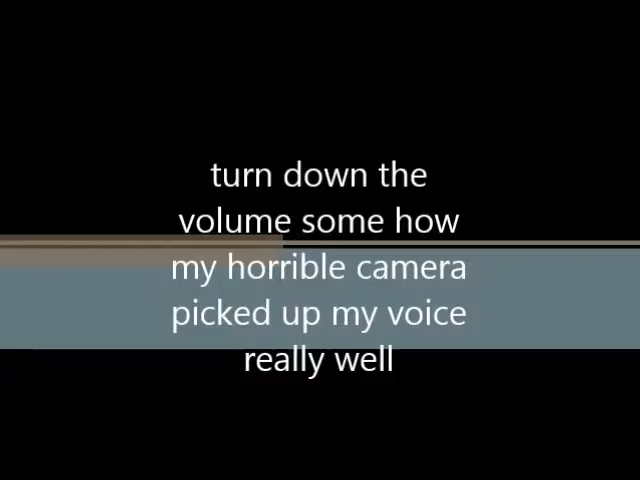 turn down the
volume some how
my horrible camera
picked up my voice
really well